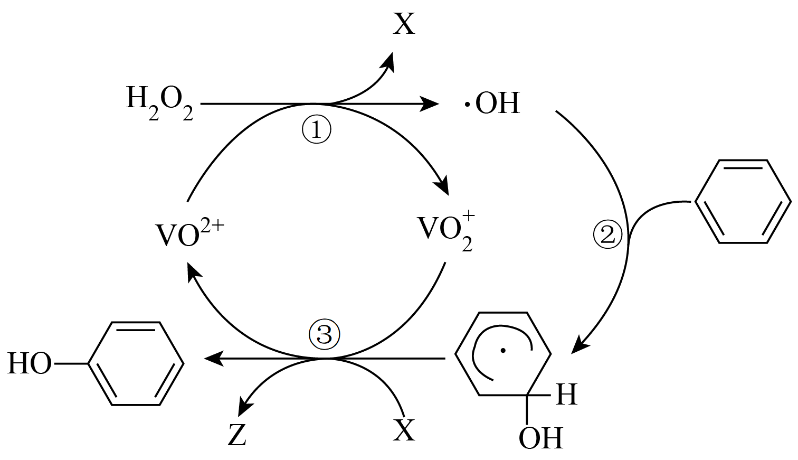 X
H₂O₂
·OH
①
VO²⁺
VO₂⁺
②
③
HO
H
OH
Z
X